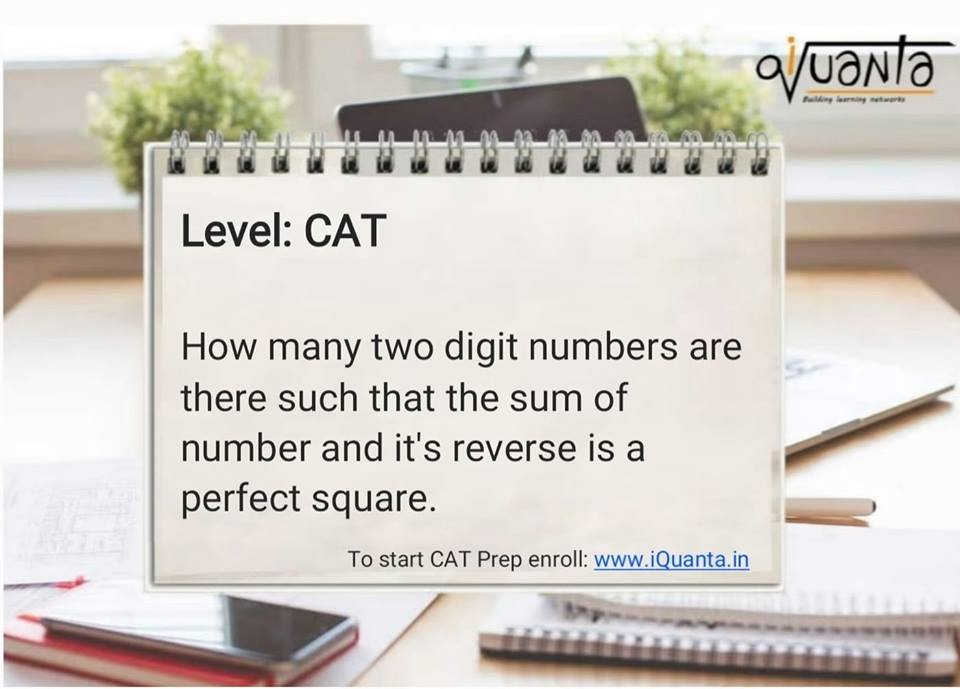 iQuanta
Building learning networks
Level: CAT
How many two digit numbers are
there such that the sum of
number and it's reverse is a
perfect square.
To start CAT Prep enroll: www.iQuanta.in